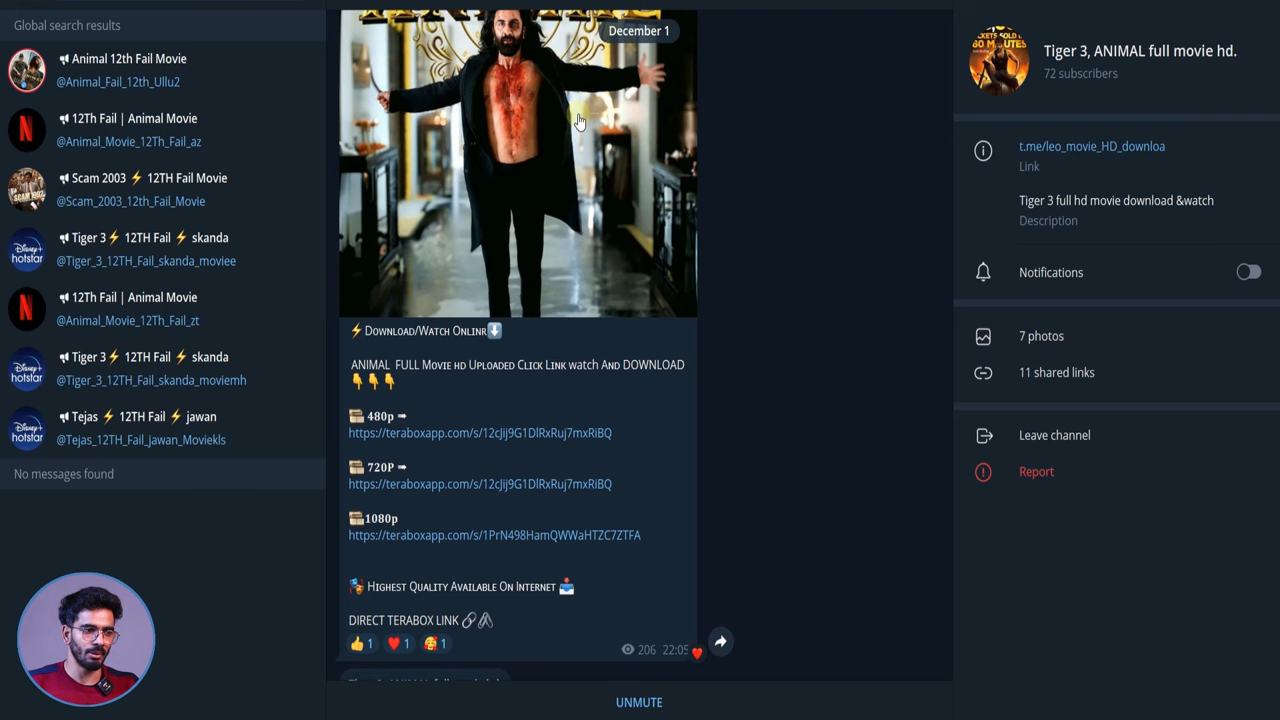 Global search results
Animal 12th Fail Movie
@Animal_Fail_12th_Ullu2
12Th Fail | Animal Movie
@Animal_Movie_12Th_Fail_az
Scam 2003 ⚡ 12TH Fail Movie
@Scam_2003_12th_Fail_Movie
Tiger 3⚡ 12TH Fail ⚡ skanda
@Tiger_3_12TH_Fail_skanda_moviee
12Th Fail | Animal Movie
@Animal_Movie_12Th_Fail_zt
Tiger 3⚡ 12TH Fail ⚡ skanda
@Tiger_3_12TH_Fail_skanda_moviemh
Tejas ⚡ 12TH Fail ⚡ jawan
@Tejas_12TH_Fail_jawan_Moviekls
No messages found
December 1
⚡Download/Watch Onlinr⬇️
ANIMAL FULL Movie hd Uploaded Click Link watch And DOWNLOAD
👇👇👇
480p ➡
https://teraboxapp.com/s/12cJij9G1DlRxRuj7mxRiBQ
720P ➡
https://teraboxapp.com/s/12cJij9G1DlRxRuj7mxRiBQ
1080p
https://teraboxapp.com/s/1PrN498HamQWWaHTZC7ZTFA
🎭 Highest Quality Available On Internet 📥
DIRECT TERABOX LINK 🔗🖇
👍 1 ❤️ 1 🥰 1
206 22:05
UNMUTE
Tiger 3, ANIMAL full movie hd.
72 subscribers
t.me/leo_movie_HD_downloa
Link
Tiger 3 full hd movie download &watch
Description
Notifications
7 photos
11 shared links
Leave channel
Report